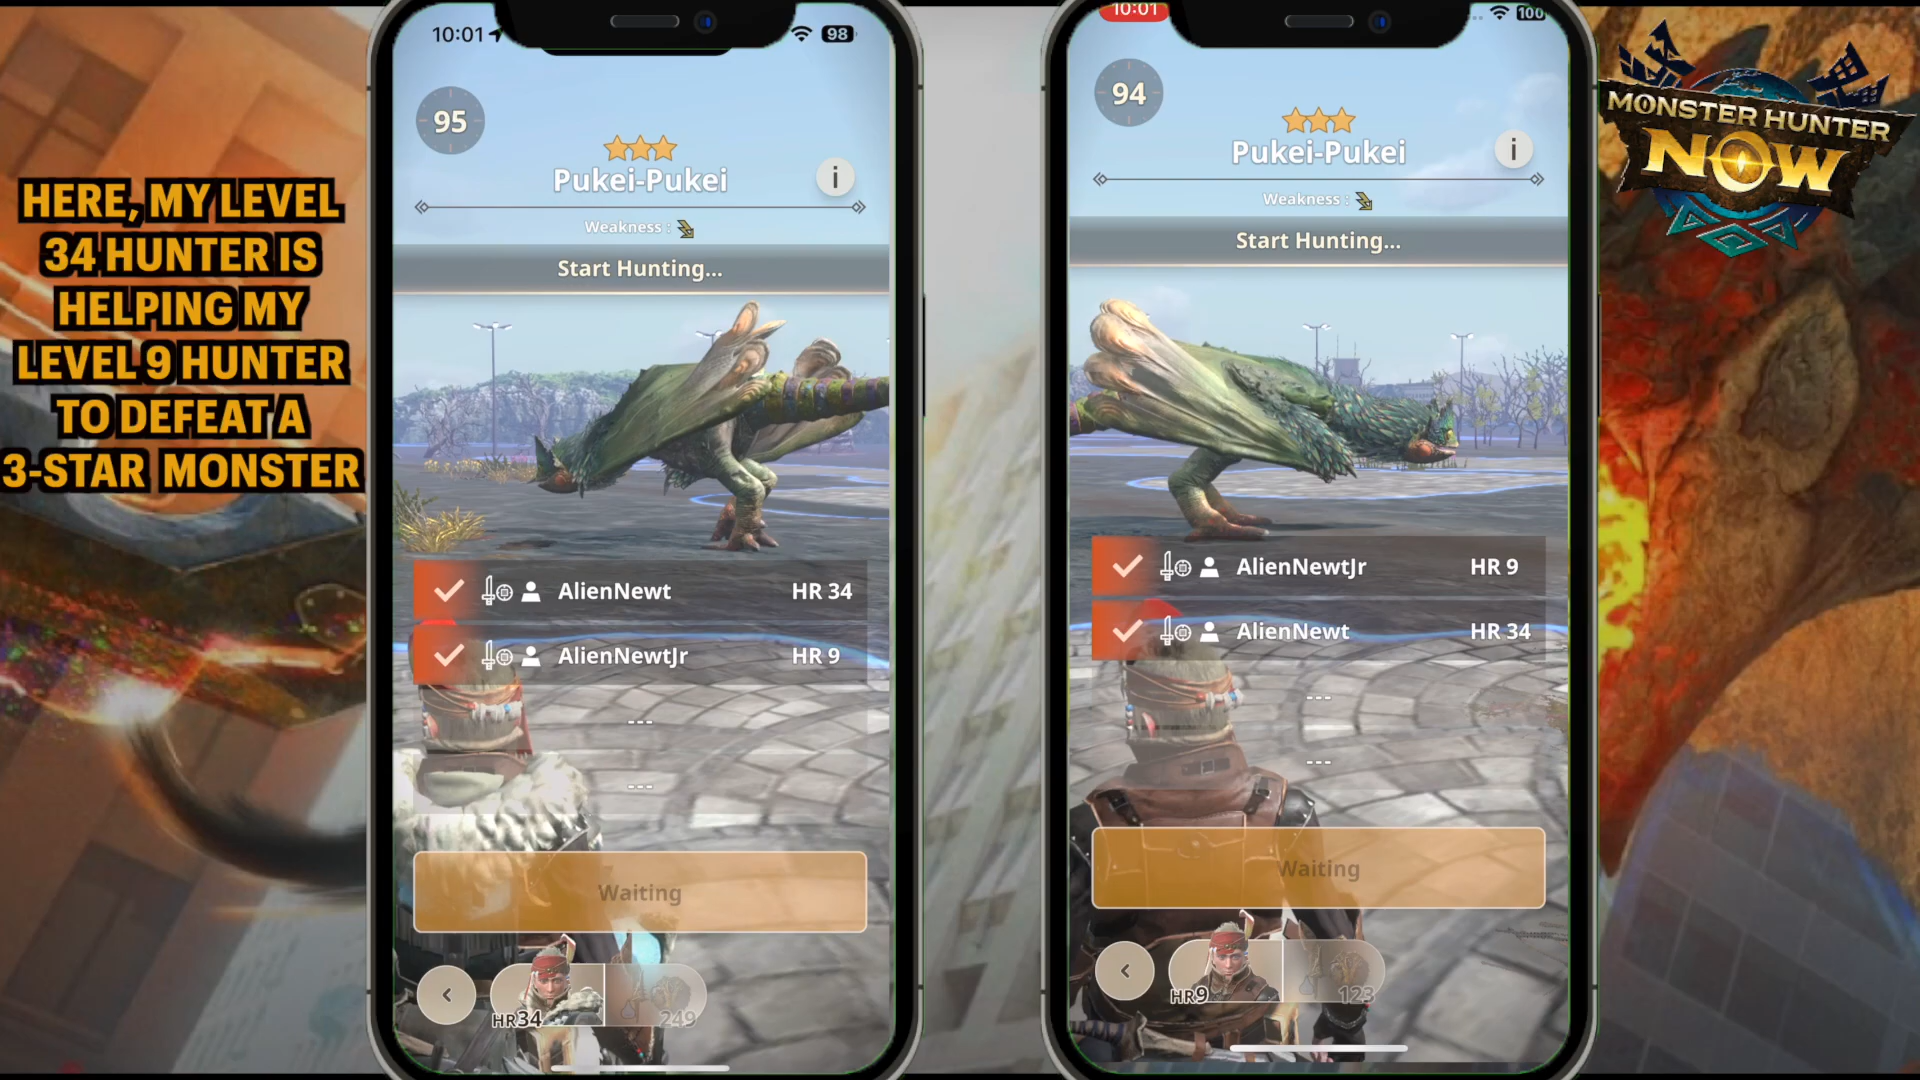 HERE, MY LEVEL
34 HUNTER IS
HELPING MY
LEVEL 9 HUNTER
TO DEFEAT A
3-STAR MONSTER
10:01
98
95
Pukei-Pukei
i
Weakness :
Start Hunting...
AlienNewt HR 34
AlienNewtJr HR 9
---
---
Waiting
HR34
249
10:01
100
94
Pukei-Pukei
i
Weakness :
Start Hunting...
AlienNewtJr HR 9
AlienNewt HR 34
---
---
Waiting
HR9
123
MONSTER HUNTER
NOW